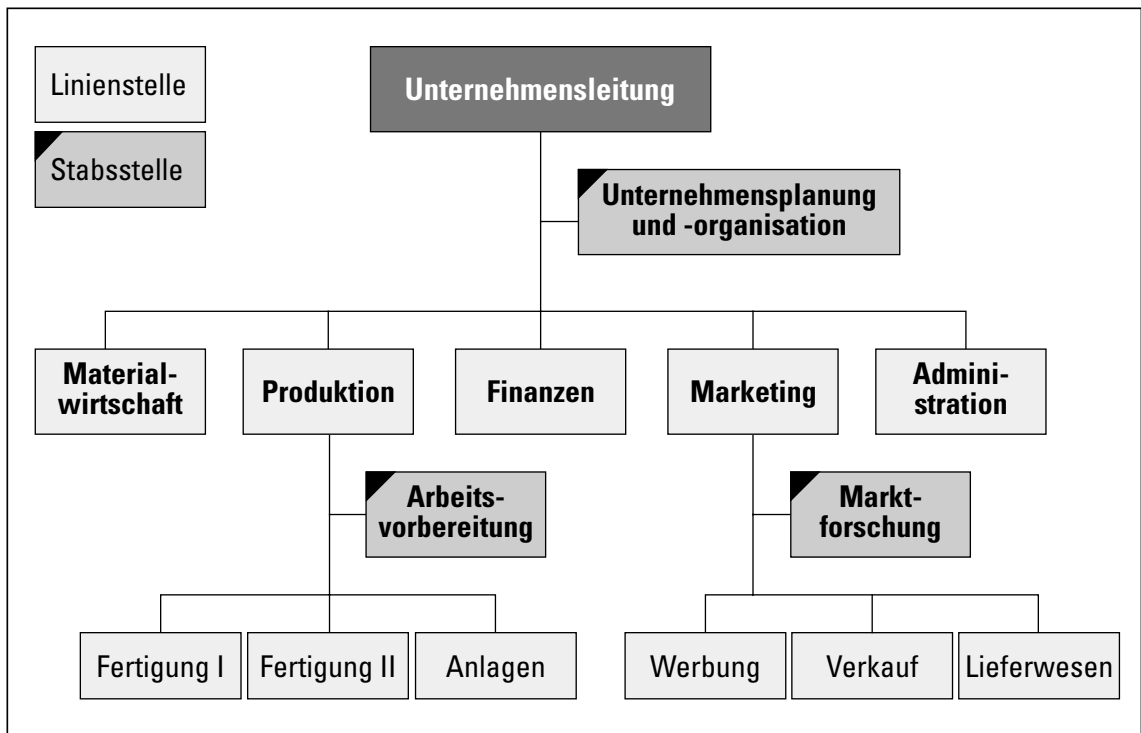 Linienstelle
Stabsstelle
Unternehmensleitung
Unternehmensplanung
und -organisation
Material-
wirtschaft
Produktion
Finanzen
Marketing
Admini-
stration
Arbeits-
vorbereitung
Markt-
forschung
Fertigung I
Fertigung II
Anlagen
Werbung
Verkauf
Lieferwesen